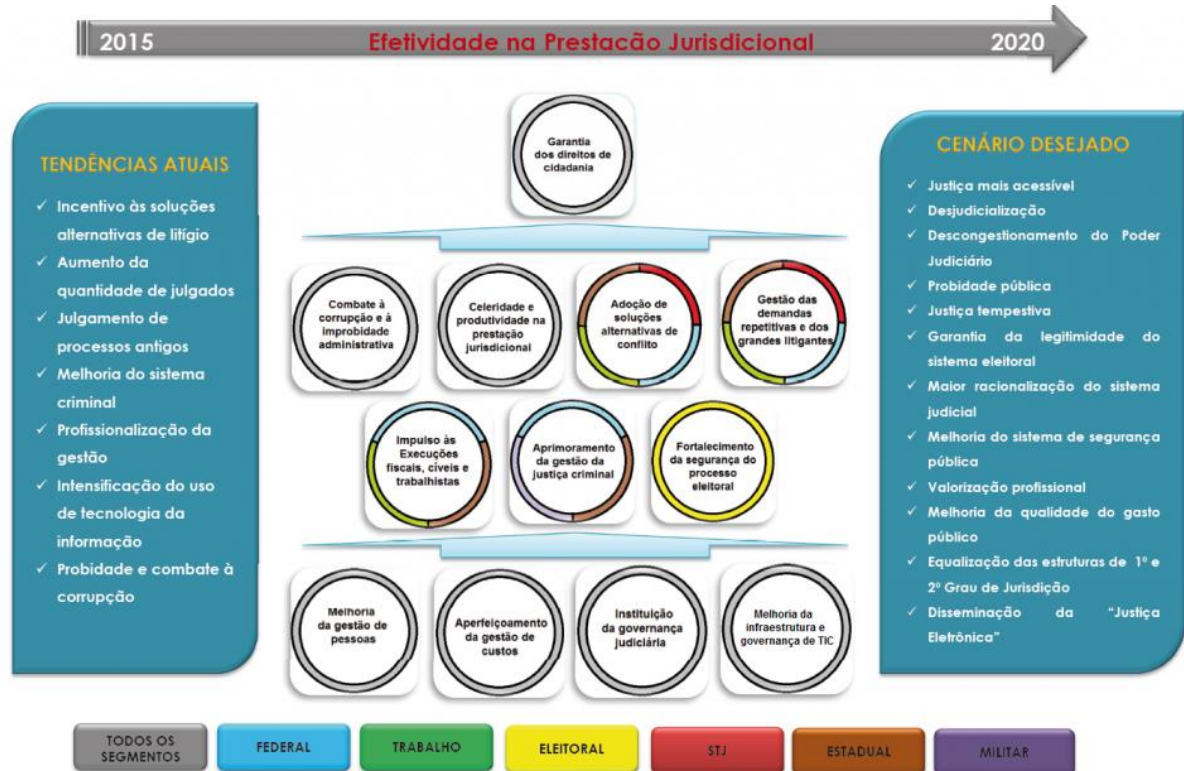 2015
Efetividade na Prestacão Jurisdicional
2020
TENDÊNCIAS ATUAIS
✓ Incentivo às soluções
alternativas de litígio
✓ Aumento da
quantidade de julgados
✓ Julgamento de
processos antigos
✓ Melhoria do sistema
criminal
✓ Profissionalização da
gestão
✓ Intensificação do uso
de tecnologia da
informação
✓ Probidade e combate à
corrupção
Garantia
dos direitos de
cidadania
Combate à
corrupção e à
improbidade
administrativa
Celeridade e
produtividade na
prestação
jurisdicional
Adoção de
soluções
alternativas de
conflito
Gestão das
demandas
repetitivas e dos
grandes litigantes
Impulso às
Execuções
fiscais, cíveis e
trabalhistas
Aprimoramento
da gestão da
justiça criminal
Fortalecimento
da segurança do
processo
eleitoral
Melhoria
da gestão de
pessoas
Aperfeiçoamento
da gestão de
custos
Instituição
da governança
judiciária
Melhoria da
infraestrutura e
governança de TIC
CENÁRIO DESEJADO
✓ Justiça mais acessível
✓ Desjudicialização
✓ Descongestionamento do Poder
Judiciário
✓ Probidade pública
✓ Justiça tempestiva
✓ Garantia da legitimidade do
sistema eleitoral
✓ Maior racionalização do sistema
judicial
✓ Melhoria do sistema de segurança
pública
✓ Valorização profissional
✓ Melhoria da qualidade do gasto
público
✓ Equalização das estruturas de 1º e
2º Grau de Jurisdição
✓ Disseminação da "Justiça
Eletrônica"
TODOS OS
SEGMENTOS
FEDERAL
TRABALHO
ELEITORAL
STJ
ESTADUAL
MILITAR